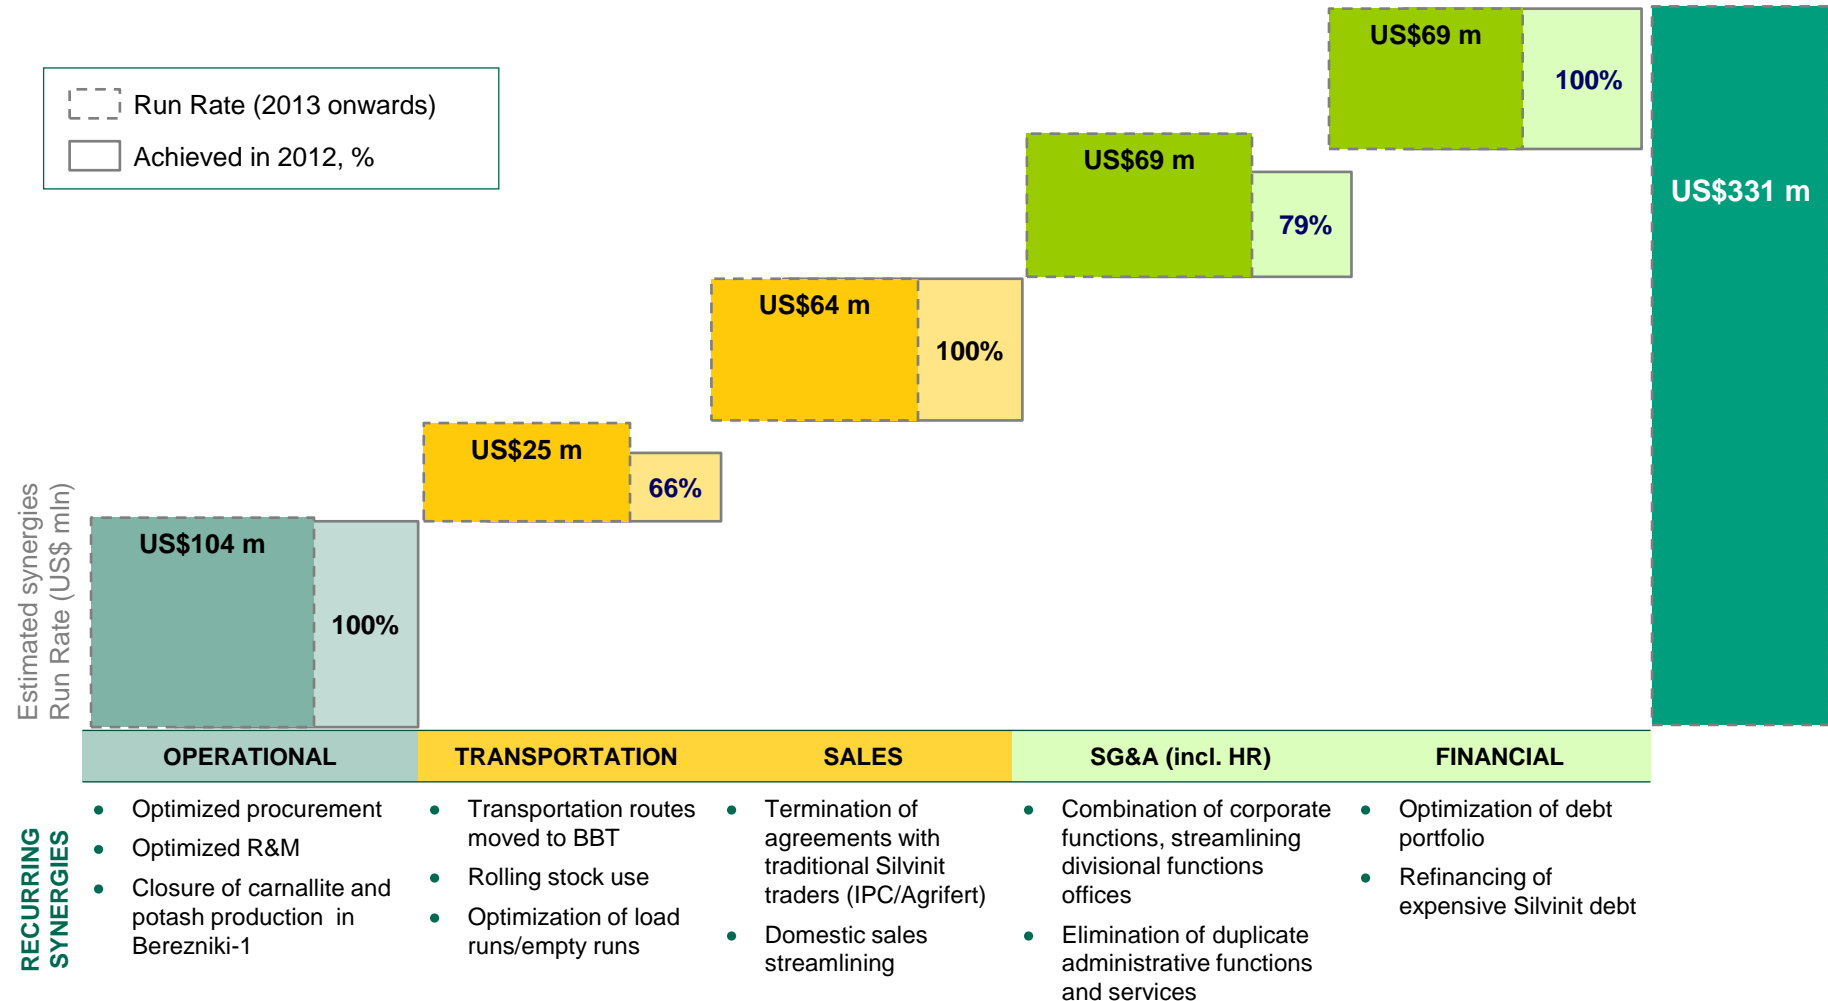 Run Rate (2013 onwards)
Achieved in 2012, %
Estimated synergies
Run Rate (US$ mln)
US$104 m
100%
US$25 m
66%
US$64 m
100%
US$69 m
79%
US$69 m
100%
US$331 m
OPERATIONAL
TRANSPORTATION
SALES
SG&A (incl. HR)
FINANCIAL
RECURRING
SYNERGIES
• Optimized procurement
• Optimized R&M
• Closure of carnallite and
potash production in
Berezniki-1
• Transportation routes
moved to BBT
• Rolling stock use
• Optimization of load
runs/empty runs
• Termination of
agreements with
traditional Silvinit
traders (IPC/Agrifert)
• Domestic sales
streamlining
• Combination of corporate
functions, streamlining
divisional functions
offices
• Elimination of duplicate
administrative functions
and services
• Optimization of debt
portfolio
• Refinancing of
expensive Silvinit debt